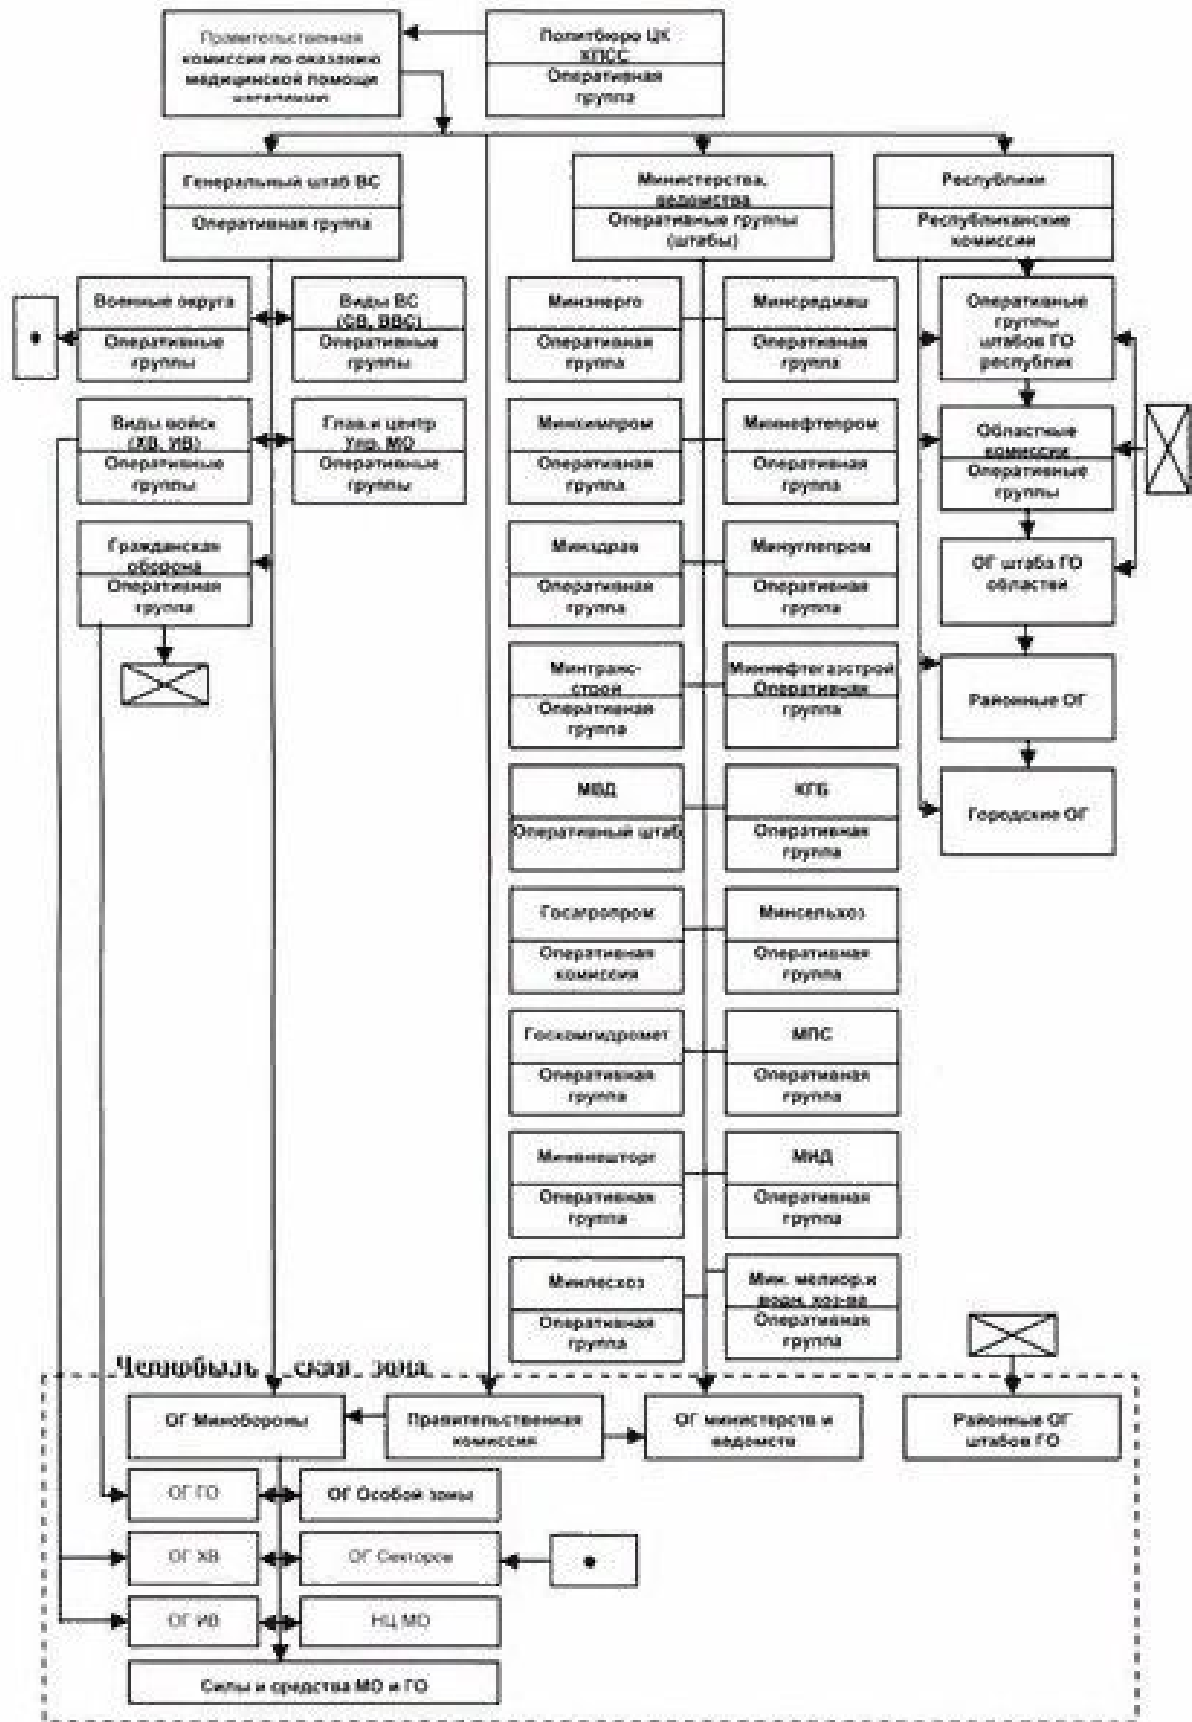 Правительственная
комиссия по оказанию
медицинской помощи
Политбюро ЦК
КПСС
Оперативная
группа
Генеральный штаб ВС
Оперативная группа
Министерства,
ведомства
Оперативные группы
(штабы)
Республики
Республиканские
комиссии
Военные округа
Оперативные
группы
Виды ВС
(СВ, ВВС)
Оперативные
группы
Минэнерго
Оперативная
группа
Минсредмаш
Оперативная
группа
Оперативные
группы
штабов ГО
республик
Виды войск
(ХВ, ИВ)
Оперативные
группы
Глав.и центр
Упр. МО
Оперативные
группы
Минхимпром
Оперативная
группа
Миннефтепром
Оперативная
группа
Областные
комиссии
Оперативные
группы
Гражданская
оборона
Оперативная
группа
Минздрав
Оперативная
группа
Минуглепром
Оперативная
группа
ОГ штаба ГО
областей
Минтранс-
строй
Оперативная
группа
Миннефтегазстрой
Оперативная
группа
Районные ОГ
МВД
Оперативный штаб
КГБ
Оперативная
группа
Городские ОГ
Госагропром
Оперативная
комиссия
Минсельхоз
Оперативная
группа
Госкомгидромет
Оперативная
группа
МПС
Оперативная
группа
Минвнешторг
Оперативная
группа
МИД
Оперативная
группа
Минлесхоз
Оперативная
группа
Мин. мелиор.и
водн. хоз-ва
Оперативная
группа
Чернобыль ская зона
ОГ Минобороны
Правительственная
комиссия
ОГ министерств и
ведомств
Районные ОГ
штабов ГО
ОГ ГО
ОГ Особой зоны
ОГ ХВ
ОГ Секторов
ОГ ИВ
НЦ МО
Силы и средства МО и ГО